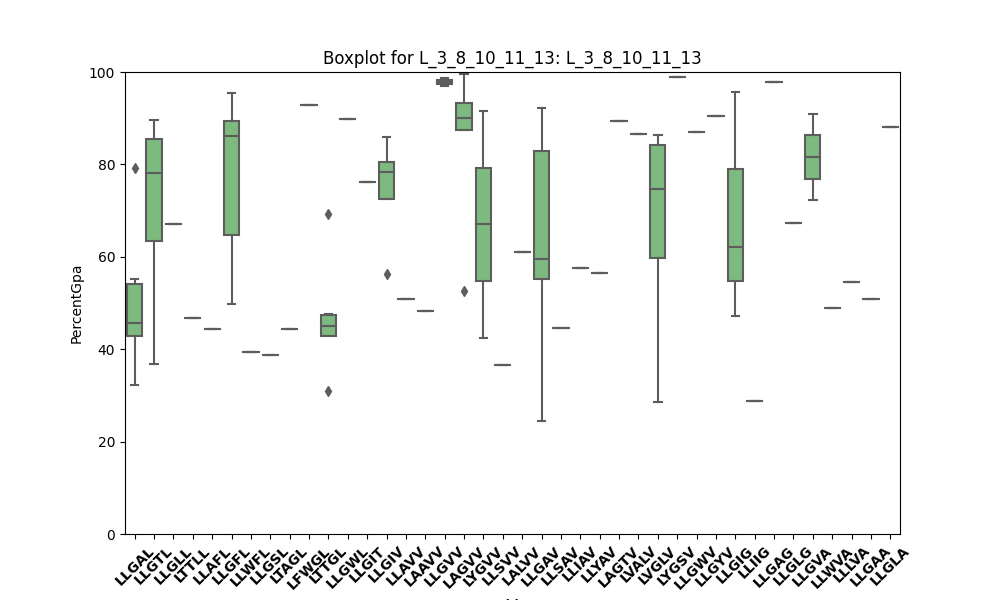 Boxplot for L_3_8_10_11_13: L_3_8_10_11_13
PercentGpa
100
80
60
40
20
0
LLGAL
LLGTL
LLGLL
LTTLL
LLAFL
LLGFL
LLWFL
LLGSL
LTAGL
LFWGL
LTTGL
LLGWL
LLGIT
LLGIV
LLAVV
LAAVV
LLGVV
LAGVV
LYGVV
LLSVV
LALVV
LLGAV
LLSAV
LLIAV
LLYAV
LAGTV
LVALV
LVGLV
LYGSV
LLGWV
LLGYV
LLGIG
LLIIG
LLGAG
LLGLG
LLGVA
LLWVA
LLLVA
LLGAA
LLGLA